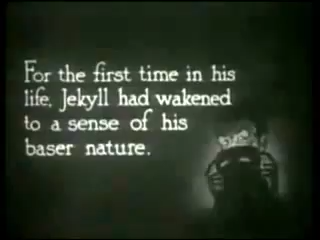 For the first time in his
life, Jekyll had wakened
to a sense of his
baser nature.